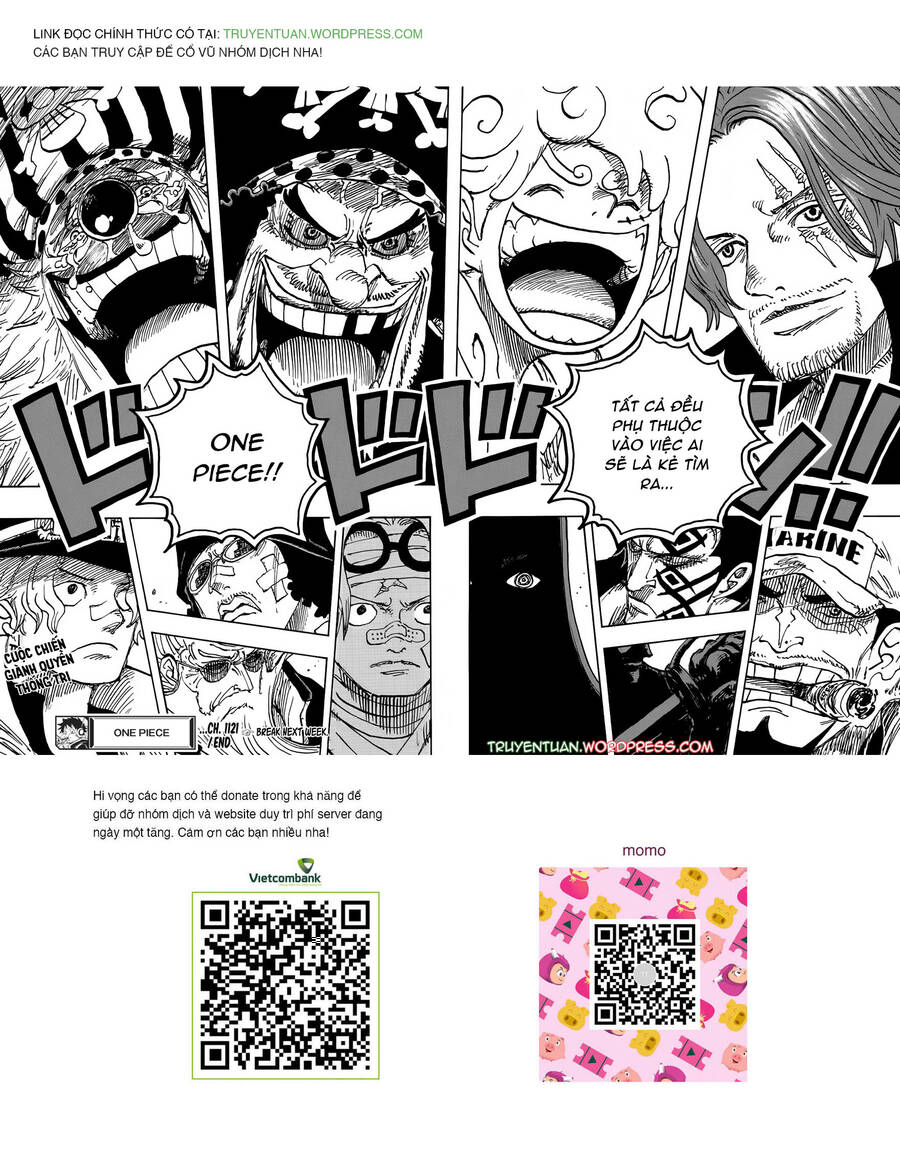 LINK ĐỌC CHÍNH THỨC CÓ TẠI: TRUYENTUAN.WORDPRESS.COM
CÁC BẠN TRUY CẬP ĐỂ CỔ VŨ NHÓM DỊCH NHA!
TẤT CẢ ĐỀU
PHỤ THUỘC
VÀO VIỆC AI
SẼ LÀ KẺ TÌM
RA...
ONE
PIECE!!
ドドドン!!
MARINE
CUỘC CHIẾN
GIÀNH QUYỀN
THỐNG TRỊ
ONE PIECE
...CH. 1121
/END
BREAK NEXT WEEK.
TRUYENTUAN.WORDPRESS.COM
Hi vọng các bạn có thể donate trong khả năng để
giúp đỡ nhóm dịch và website duy trì phí server đang
ngày một tăng. Cám ơn các bạn nhiều nha!
Vietcombank
momo